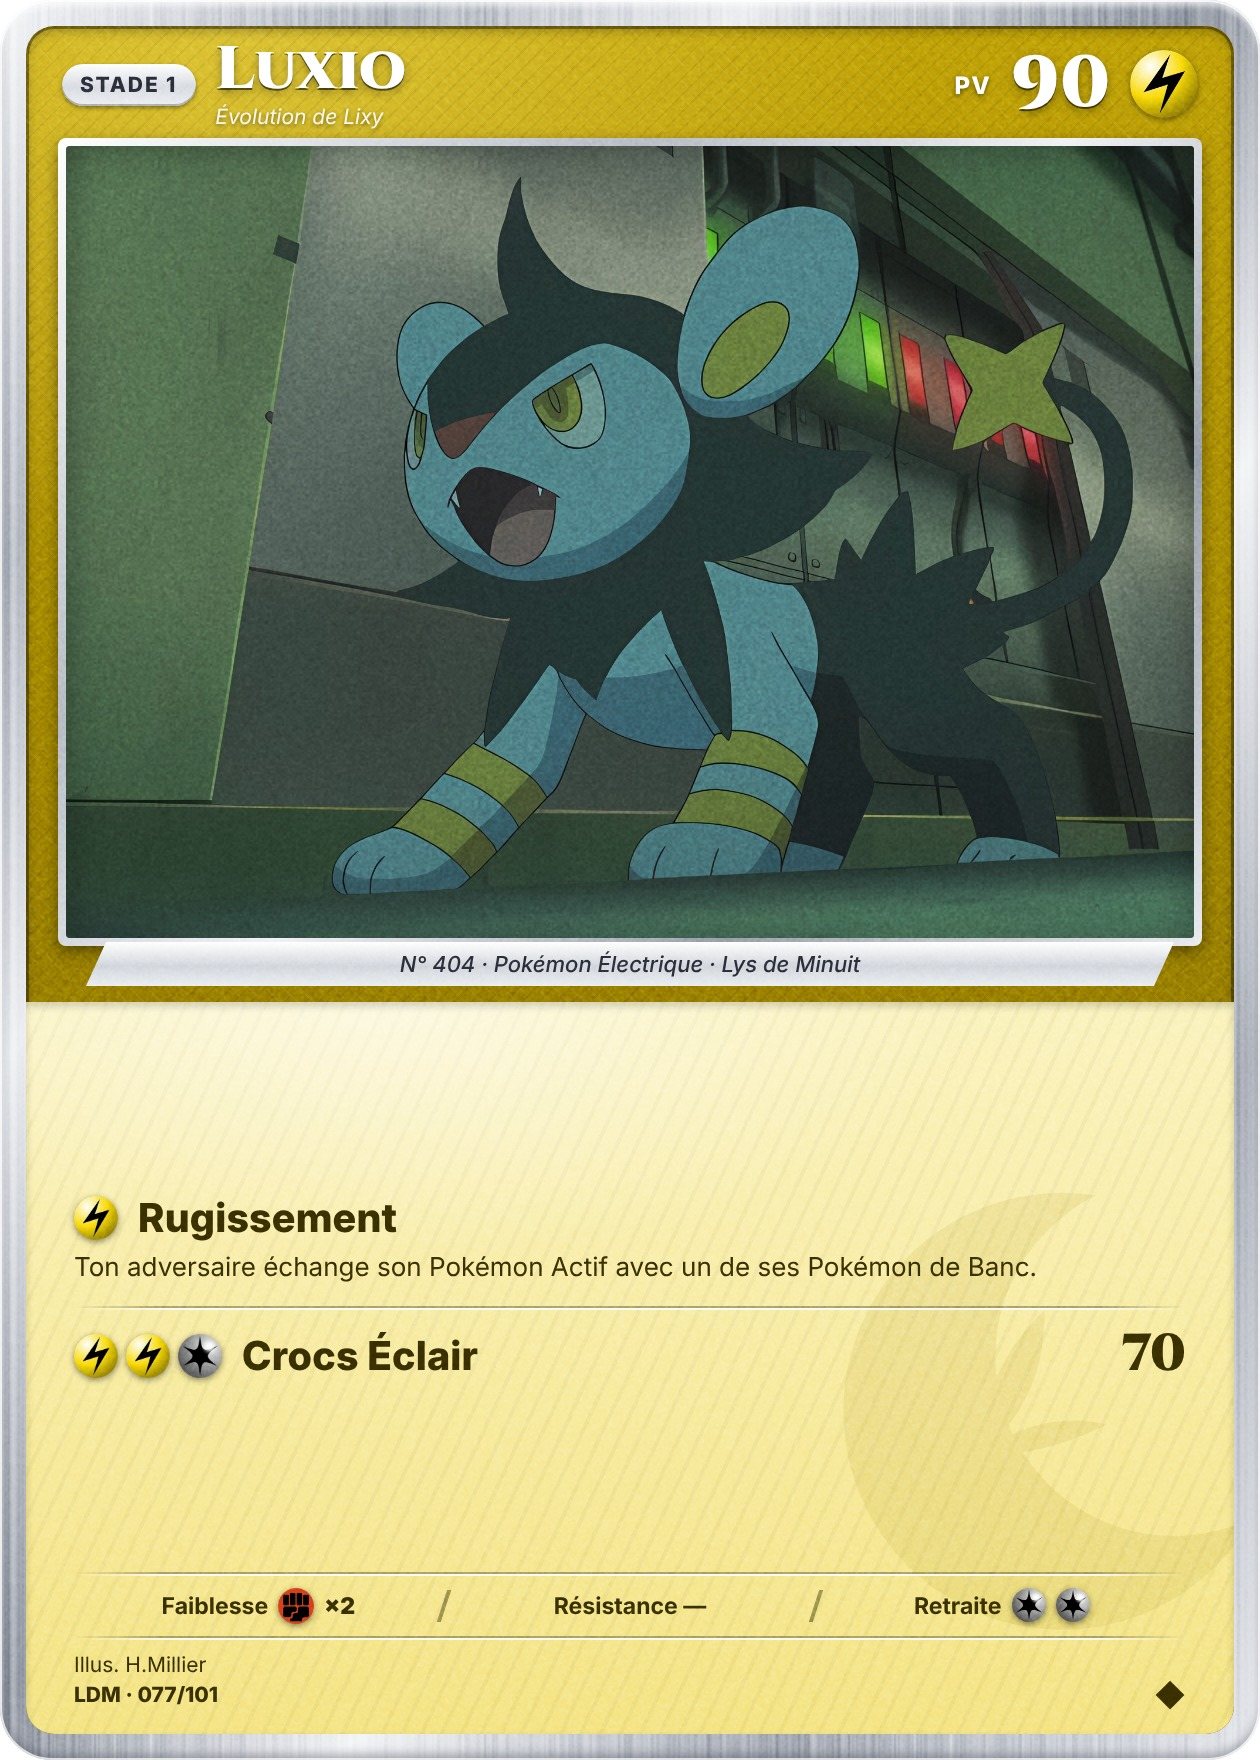 STADE 1
LUXIO
Évolution de Lixy
PV 90
N° 404 · Pokémon Électrique · Lys de Minuit
Rugissement
Ton adversaire échange son Pokémon Actif avec un de ses Pokémon de Banc.
Crocs Éclair 70
Faiblesse ×2 / Résistance — / Retraite
Illus. H.Millier
LDM · 077/101